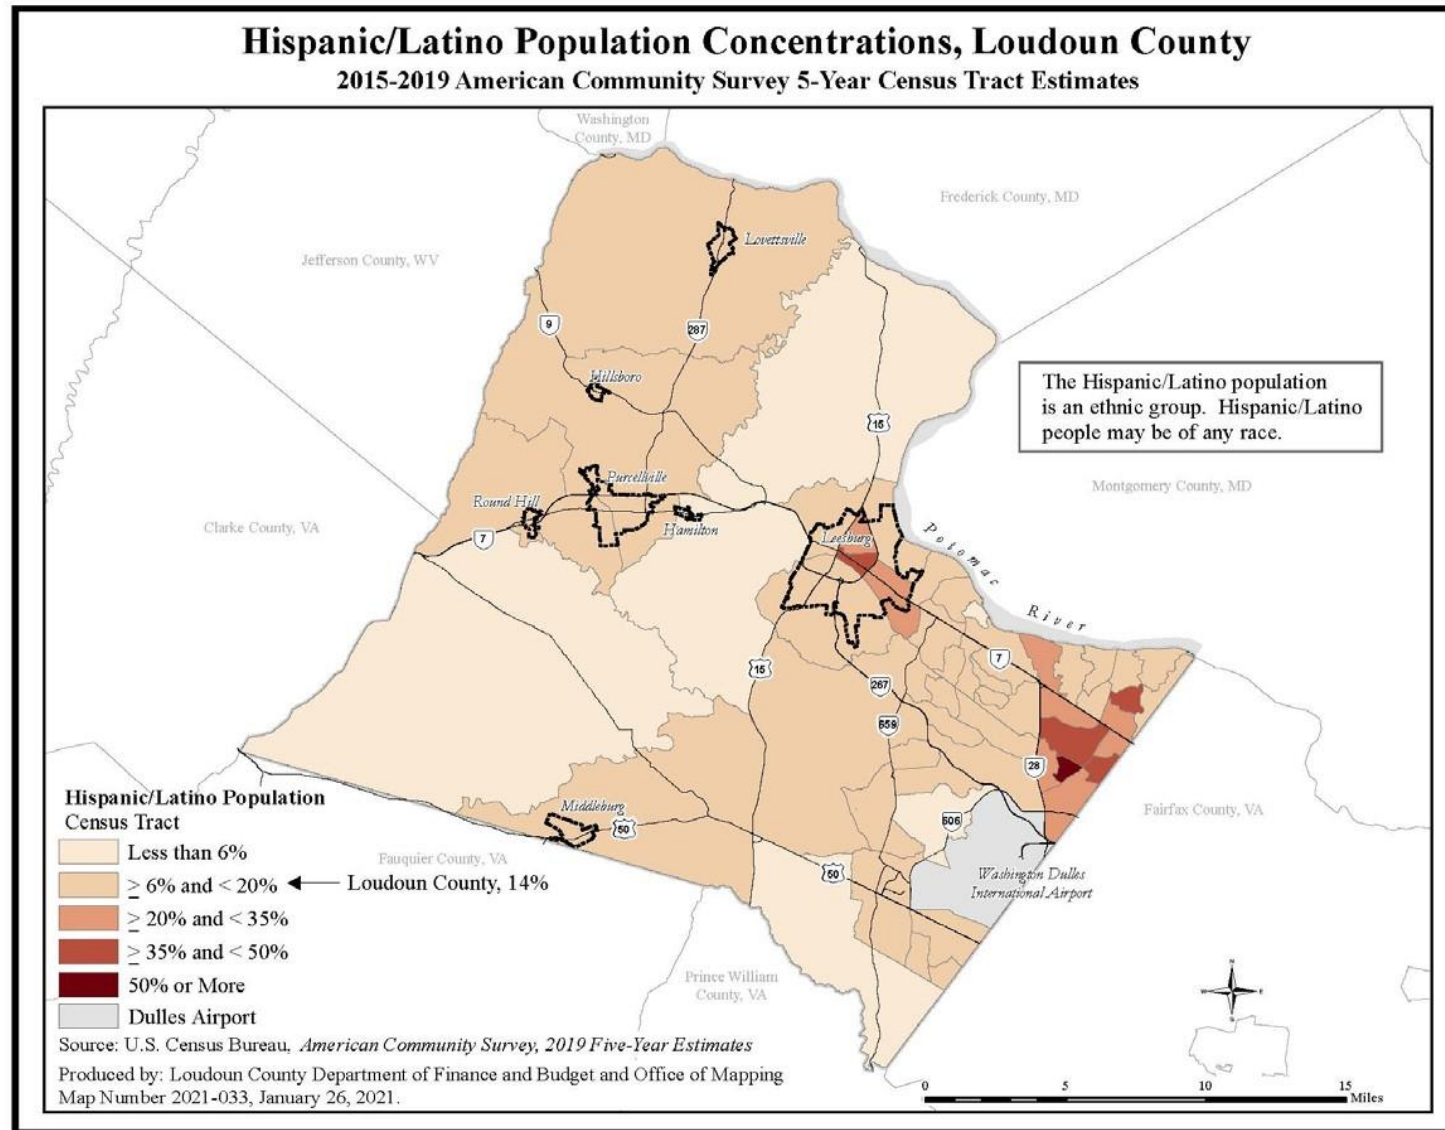 Hispanic/Latino Population Concentrations, Loudoun County
2015-2019 American Community Survey 5-Year Census Tract Estimates
Washington
County, MD
Frederick County, MD
Jefferson County, WV
Lovettsville
9
287
Hillsboro
15
The Hispanic/Latino population
is an ethnic group. Hispanic/Latino
people may be of any race.
Montgomery County, MD
Clarke County, VA
Round Hill
Purcellville
Hamilton
7
Leesburg
Potomac
River
7
15
267
659
28
606
Fairfax County, VA
Washington Dulles
International Airport
Middleburg
50
50
Fauquier County, VA
Prince William
County, VA
Hispanic/Latino Population
Census Tract
Less than 6%
≥ 6% and < 20% Loudoun County, 14%
≥ 20% and < 35%
≥ 35% and < 50%
50% or More
Dulles Airport
Source: U.S. Census Bureau, American Community Survey, 2019 Five-Year Estimates
Produced by: Loudoun County Department of Finance and Budget and Office of Mapping
Map Number 2021-033, January 26, 2021.
N
W E
S
0 5 10 15
Miles